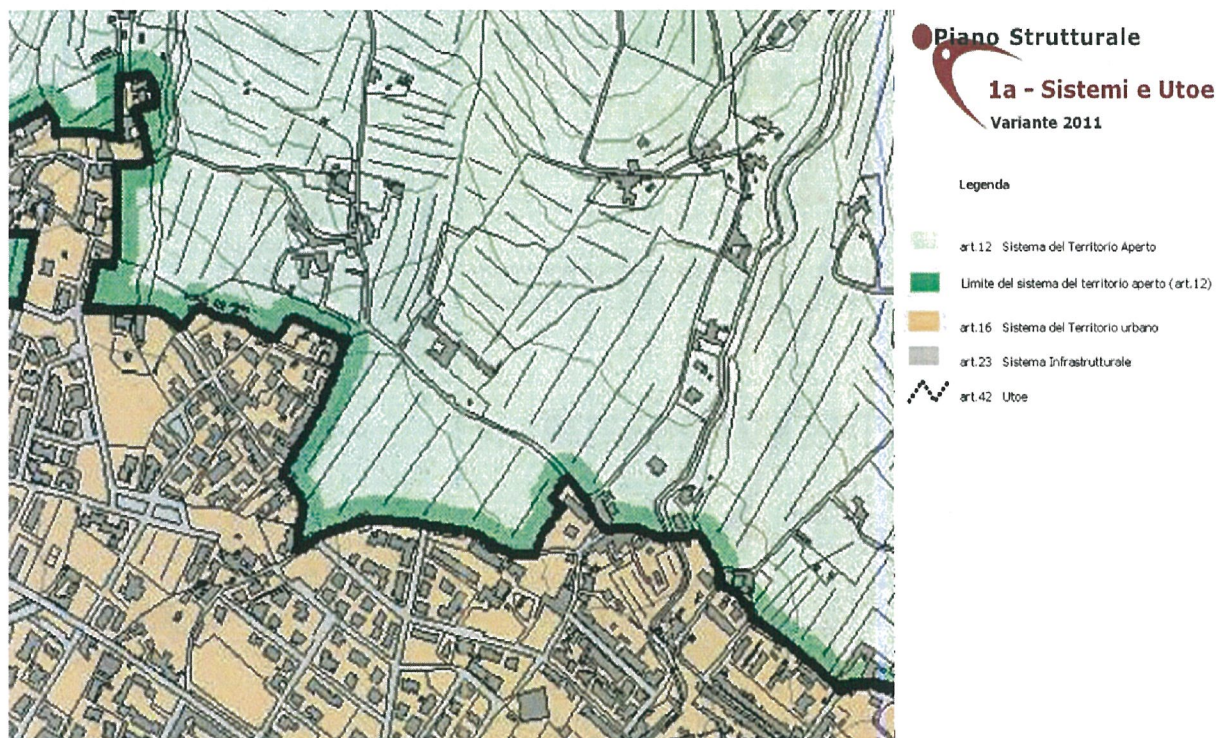 Piano Strutturale
1a - Sistemi e Utoe
Variante 2011
Legenda
art.12 Sistema del Territorio Aperto
Limite del sistema del territorio aperto (art.12)
art.16 Sistema del Territorio urbano
art.23 Sistema Infrastrutturale
art.42 Utoe